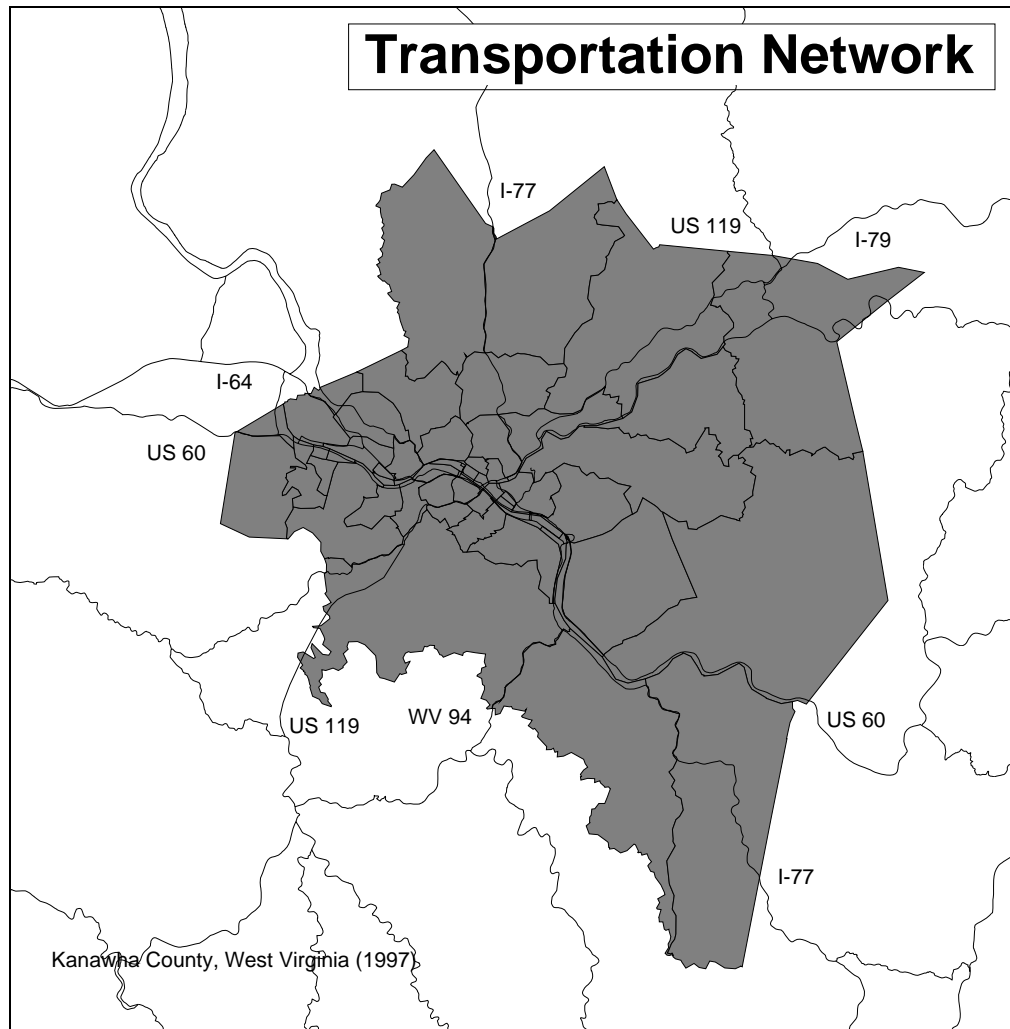 Transportation Network
I-77
US 119
I-79
I-64
US 60
US 119
WV 94
US 60
I-77
Kanawha County, West Virginia (1997)